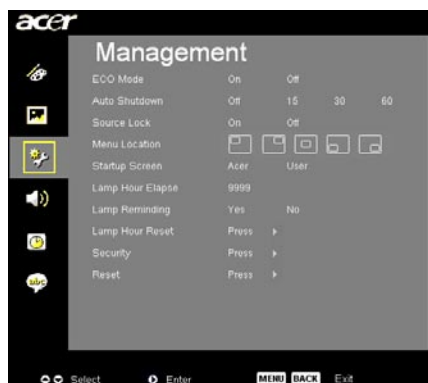 acer
Management
ECO Mode On Off
Auto Shutdown Off 15 30 60
Source Lock On Off
Menu Location
Startup Screen Acer User
Lamp Hour Elapse 9999
Lamp Reminding Yes No
Lamp Hour Reset Press
Security Press
Reset Press
abc
Select Enter MENU BACK Exit